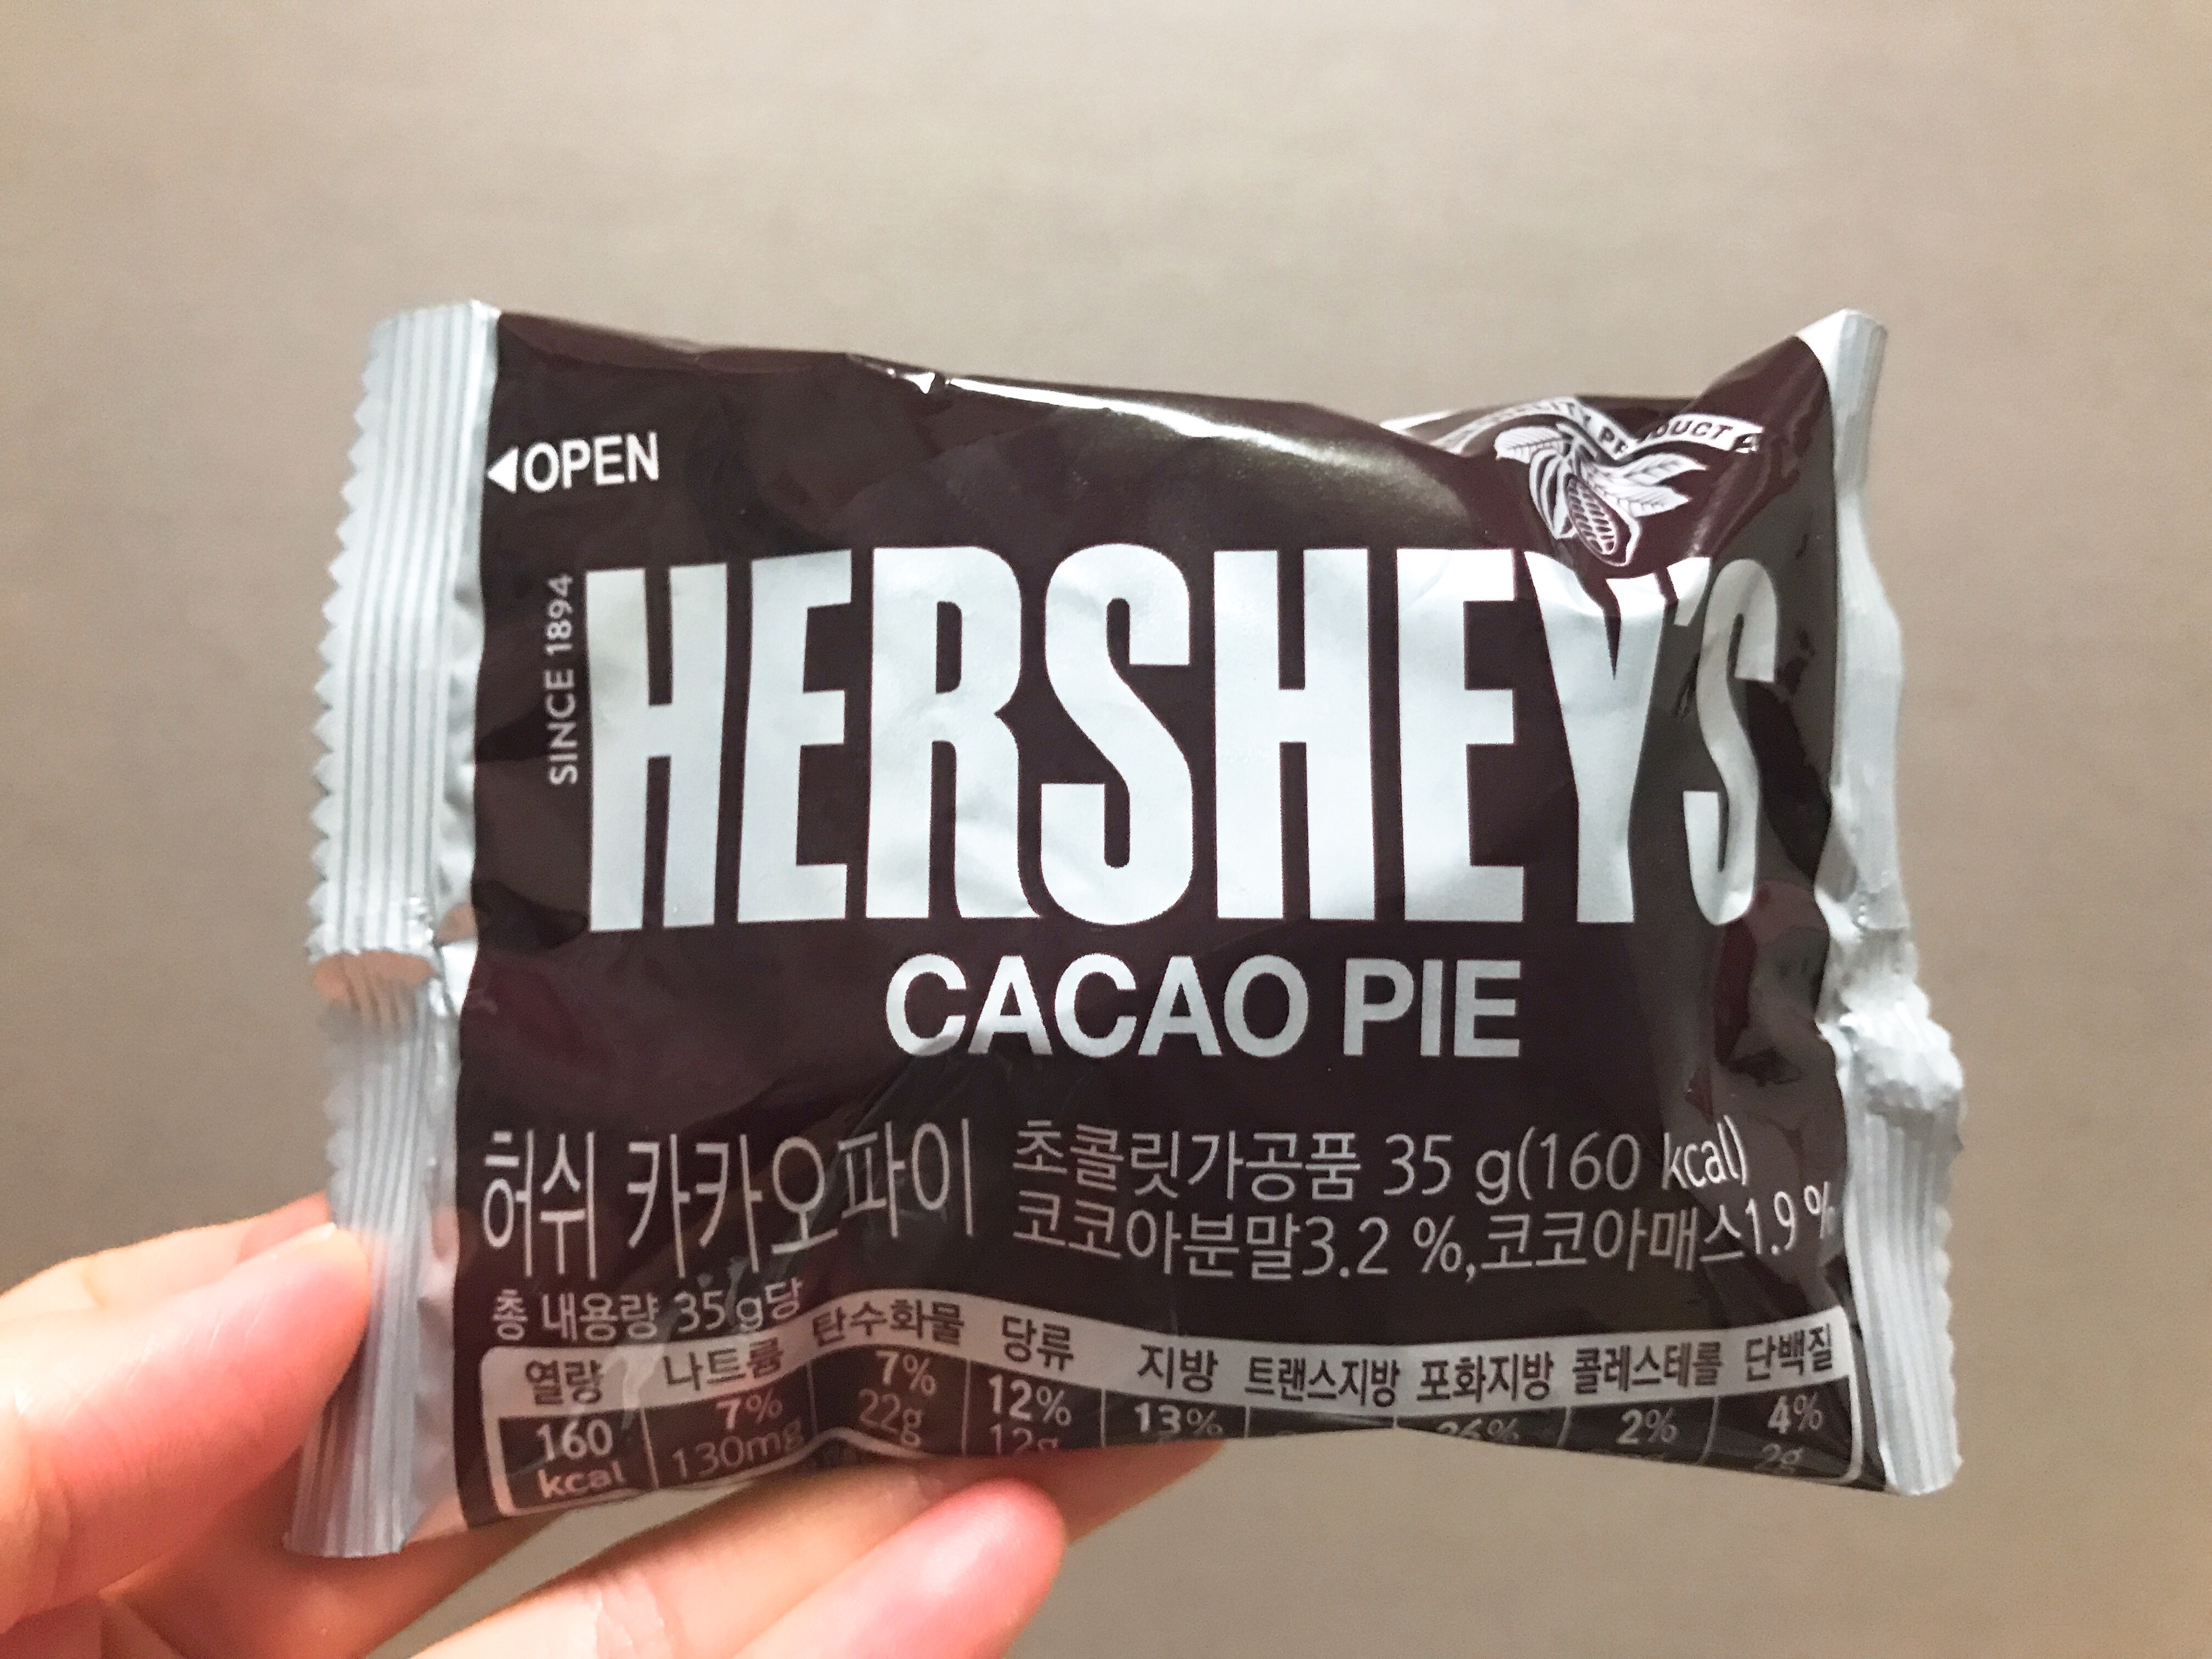 PRODUCT
OPEN
SINCE 1894
HERSHEY'S
CACAO PIE
허쉬 카카오파이
초콜릿가공품 35 g(160 kcal)
코코아분말3.2 %,코코아매스1.9 %
총 내용량 35g당
열량 나트륨 탄수화물 당류 지방 트랜스지방 포화지방 콜레스테롤 단백질
160 7% 7% 12% 13% 26% 2% 4%
kcal 130mg 22g 12g 2g